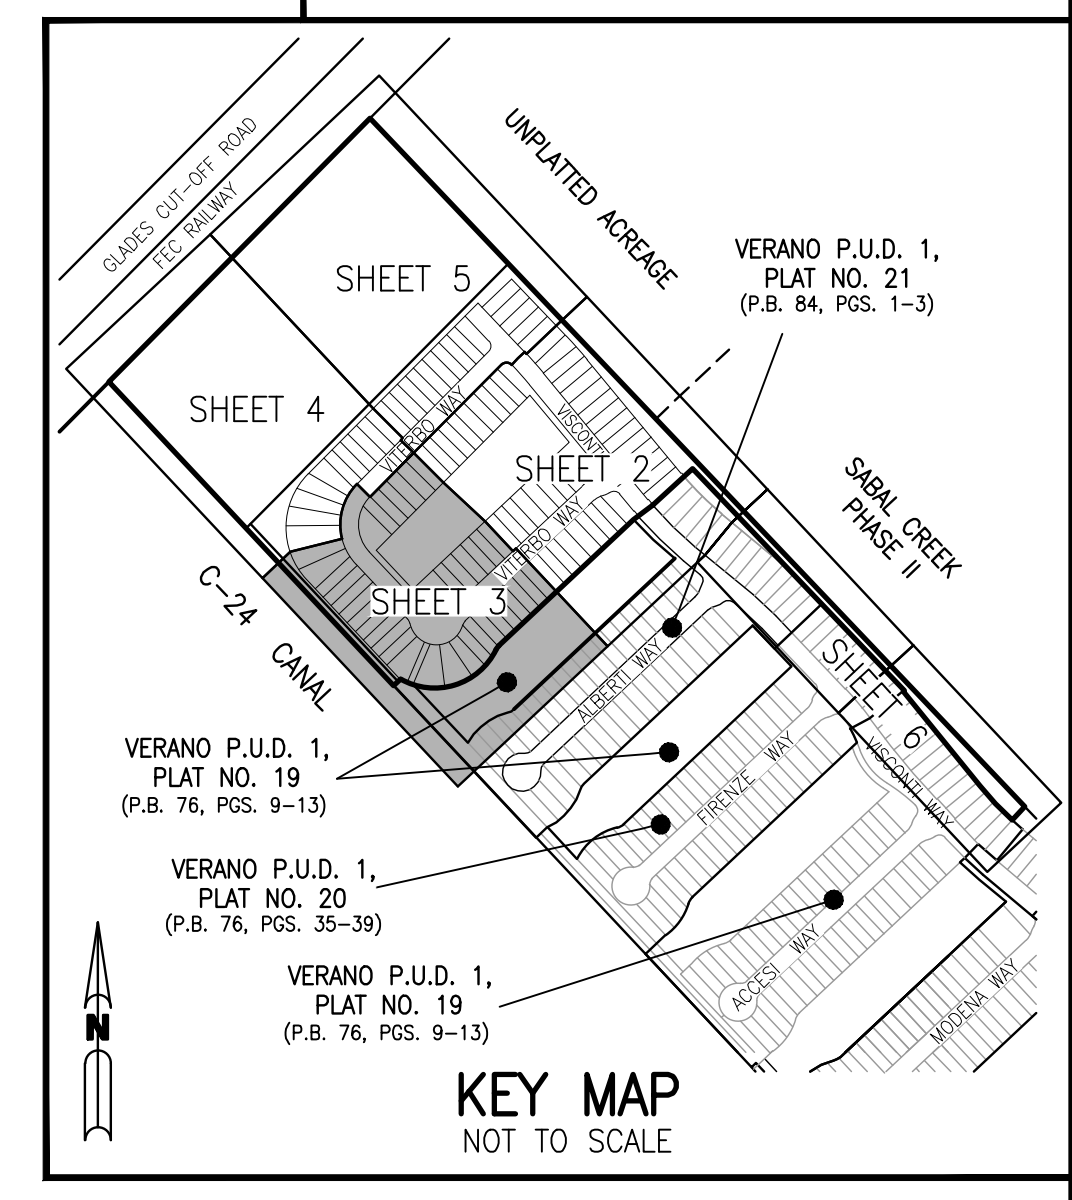 GLADES CUT-OFF ROAD
FEC RAILWAY
UNPLATTED ACREAGE
VERANO P.U.D. 1,
PLAT NO. 21
(P.B. 84, PGS. 1-3)
SHEET 5
SHEET 4
VITERBO WAY
VISCONTI
SHEET 2
VITERBO WAY
SABAL CREEK
PHASE II
SHEET 3
C-24 CANAL
ALBERTI WAY
SHEET 6
VISCONTI WAY
FIRENZE WAY
VERANO P.U.D. 1,
PLAT NO. 19
(P.B. 76, PGS. 9-13)
VERANO P.U.D. 1,
PLAT NO. 20
(P.B. 76, PGS. 35-39)
ACCESI WAY
MODENA WAY
VERANO P.U.D. 1,
PLAT NO. 19
(P.B. 76, PGS. 9-13)
N
KEY MAP
NOT TO SCALE